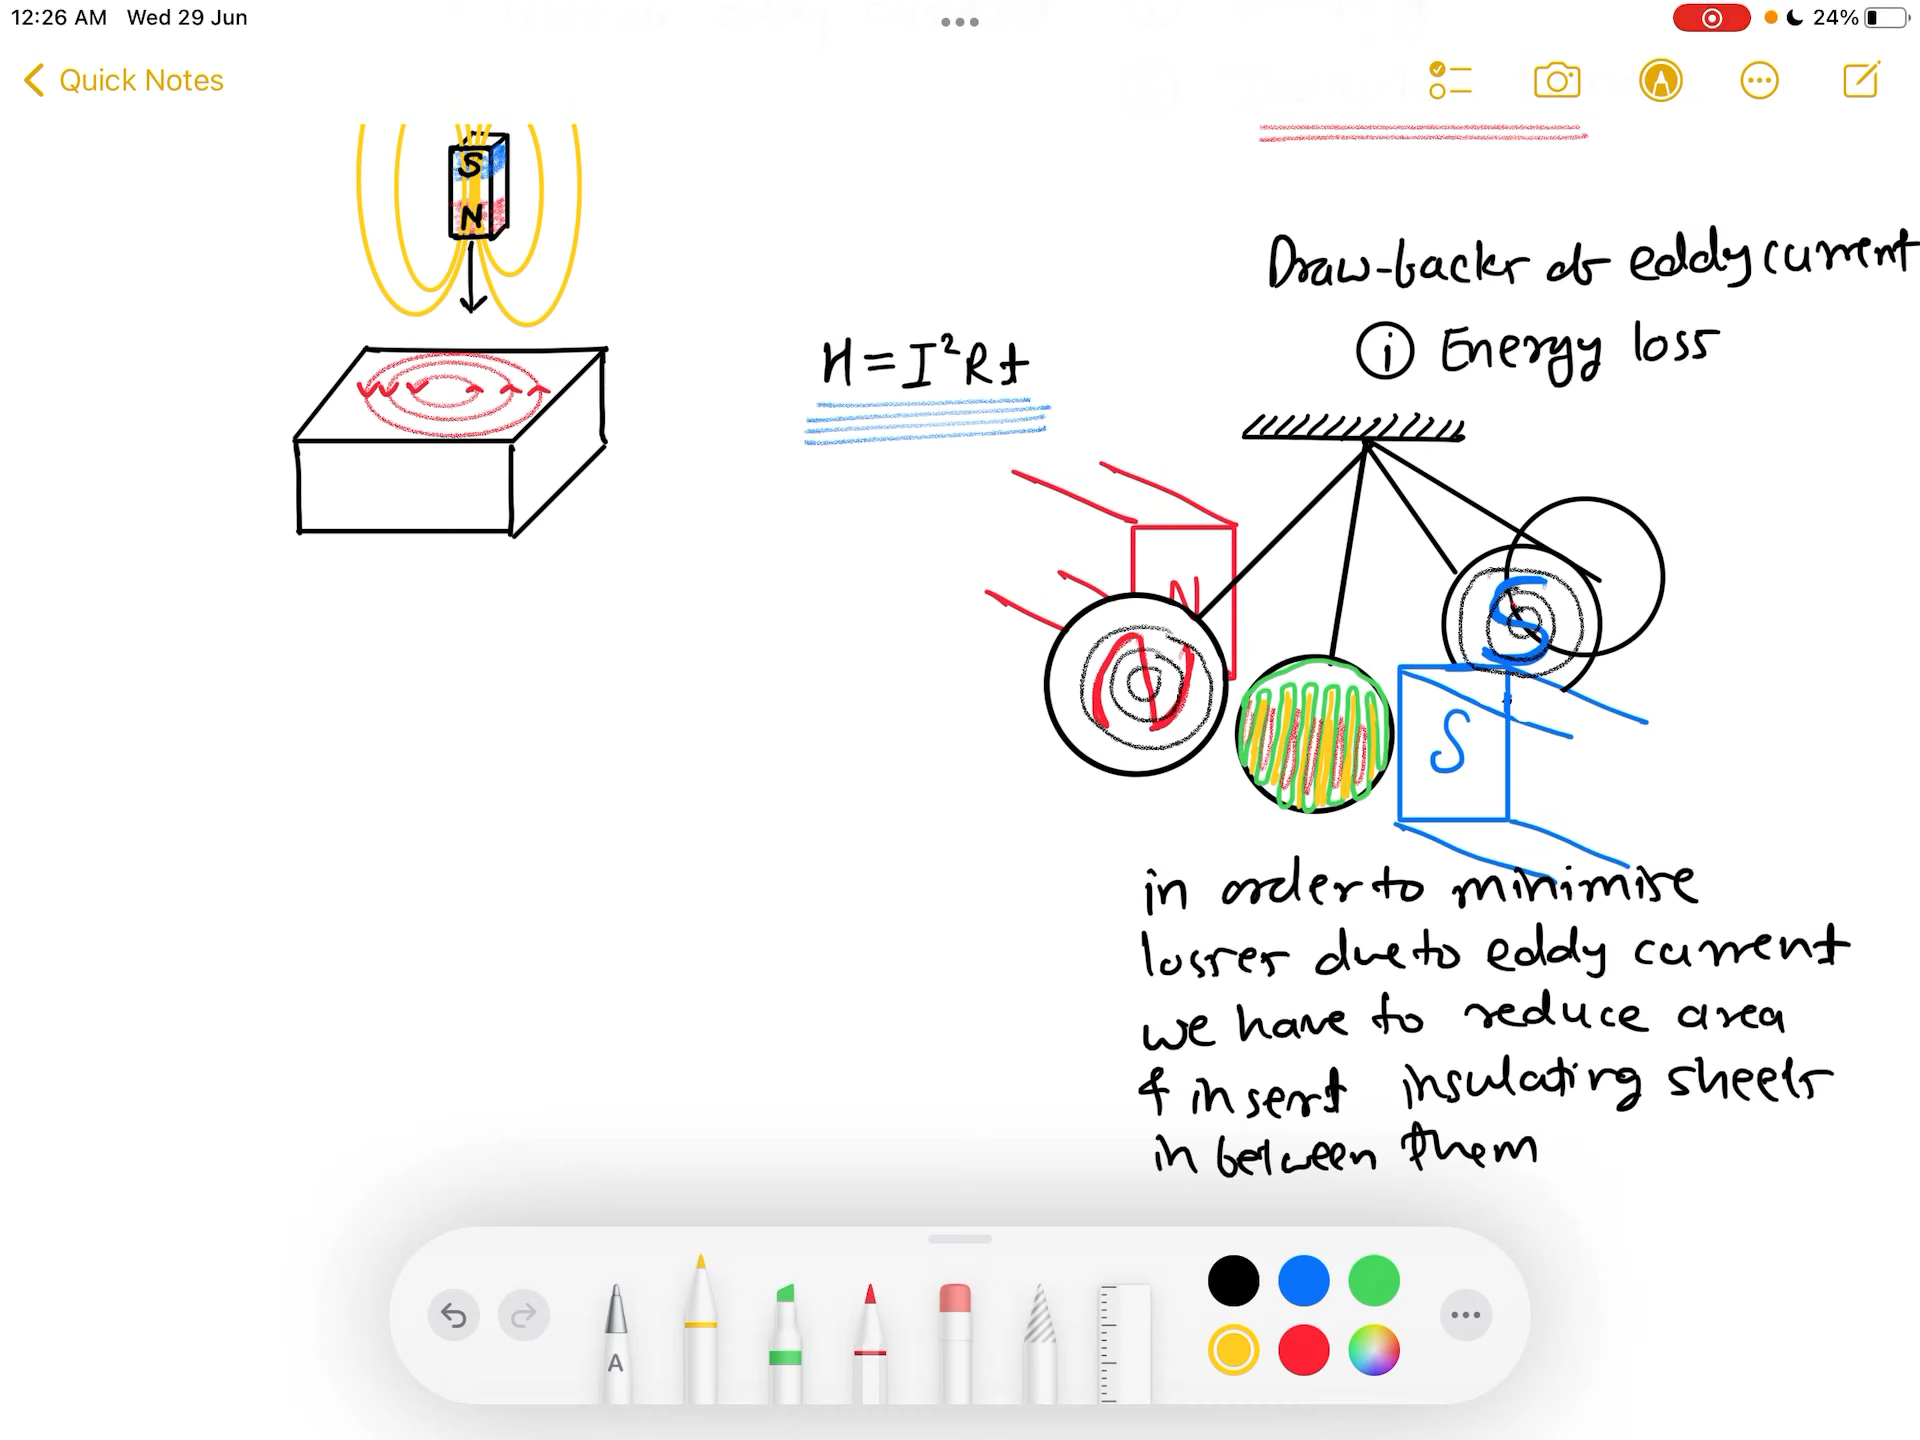 12:26 AM Wed 29 Jun
24%
Quick Notes
S
N
Draw-backs of eddy current
i Energy loss
H = I²Rt
N
N
S
S
in order to minimise
losses due to eddy current
we have to reduce area
& insert insulating sheets
in between them
A